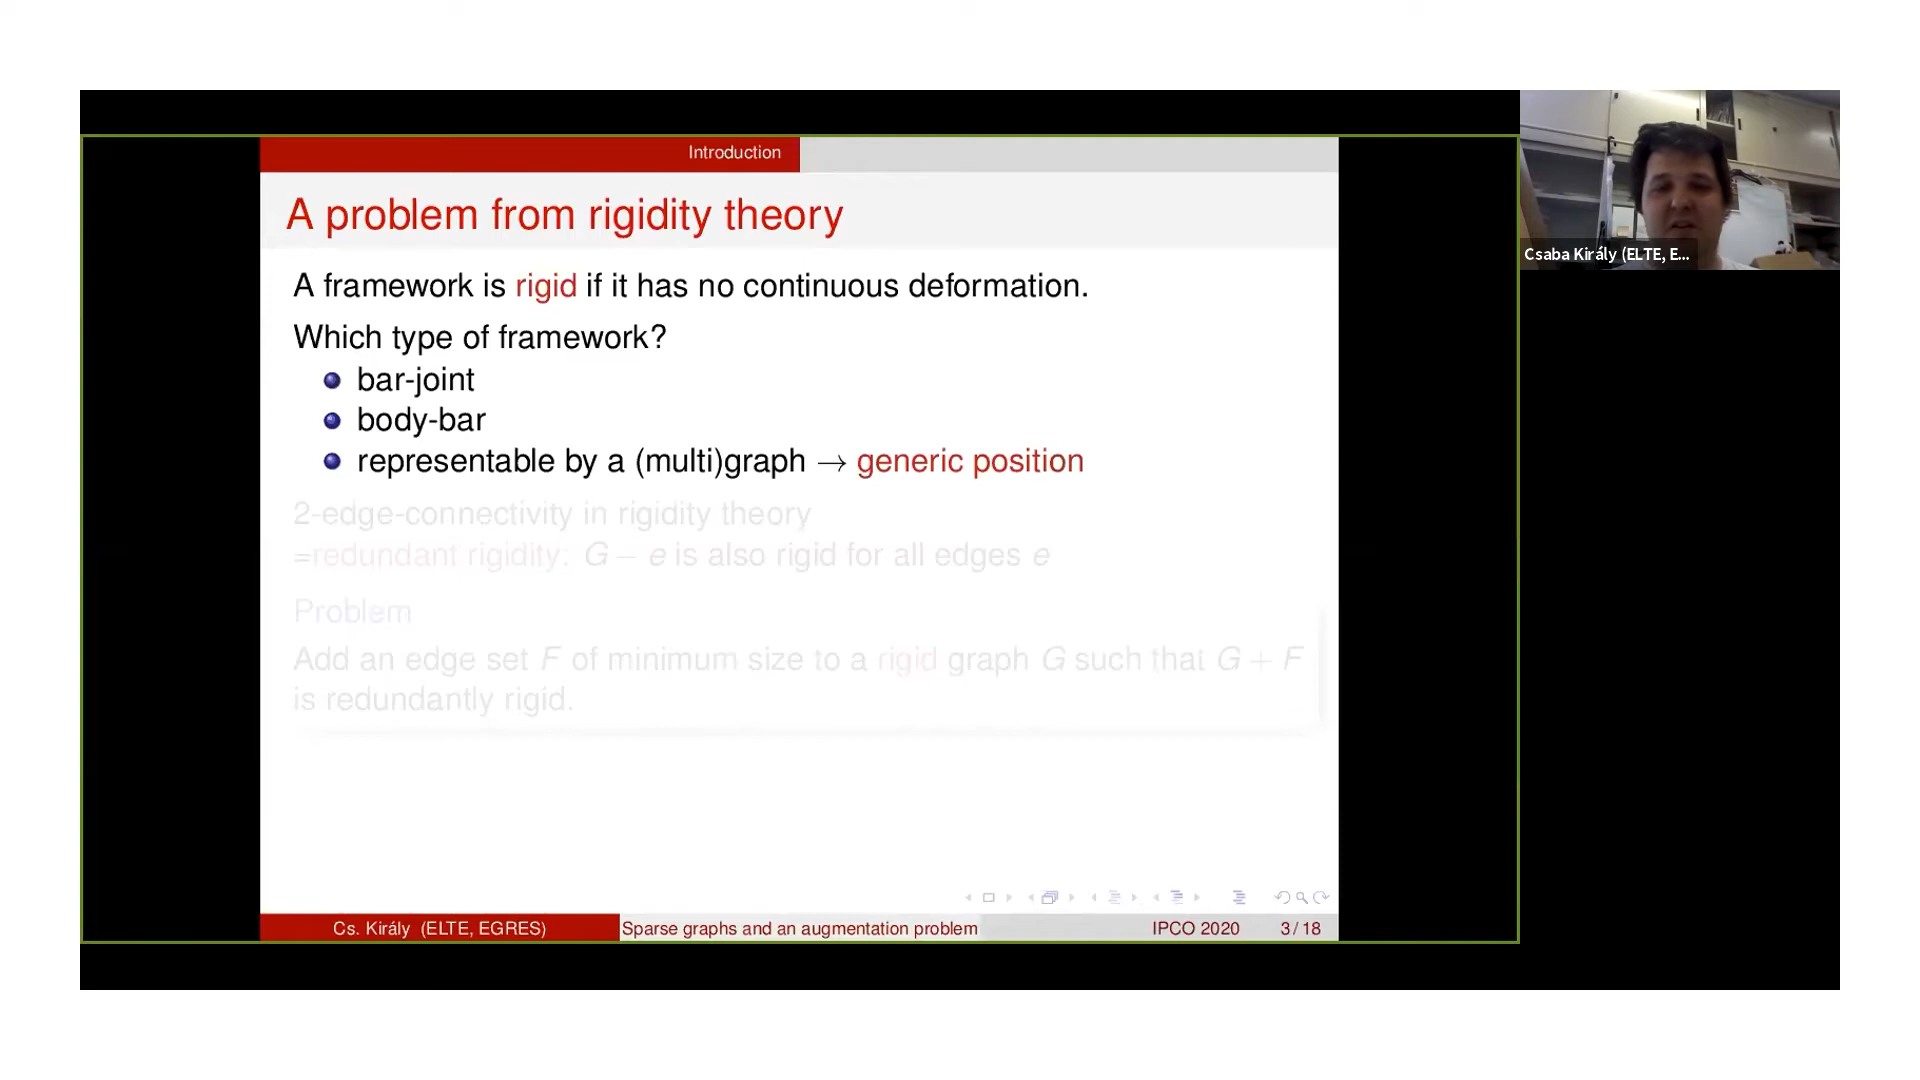 Introduction
A problem from rigidity theory
A framework is rigid if it has no continuous deformation.
Which type of framework?
bar-joint
body-bar
representable by a (multi)graph → generic position
2-edge-connectivity in rigidity theory
=redundant rigidity: G − e is also rigid for all edges e
Problem
Add an edge set F of minimum size to a rigid graph G such that G + F
is redundantly rigid.
Cs. Király (ELTE, EGRES)
Sparse graphs and an augmentation problem
IPCO 2020
3 / 18
Csaba Király (ELTE, E...